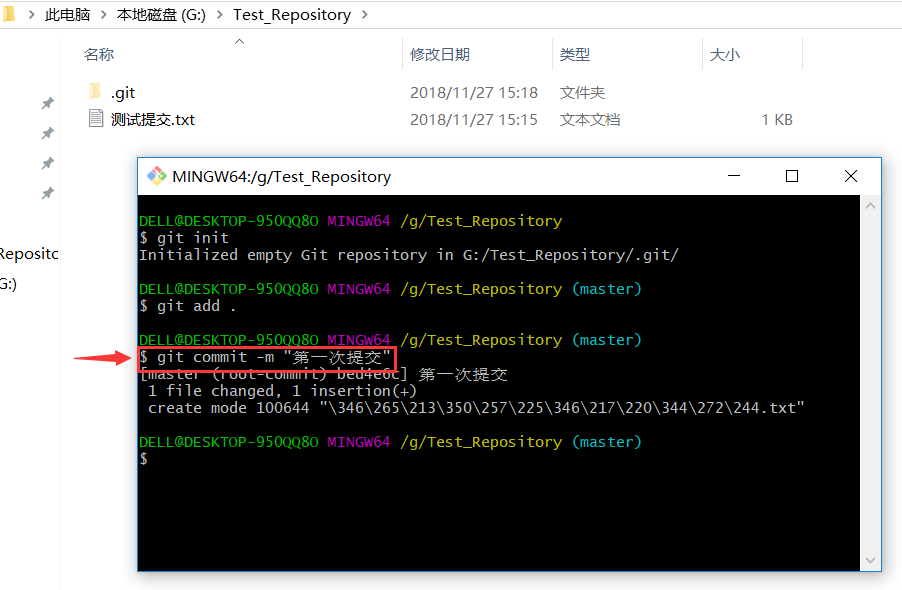 此电脑 > 本地磁盘 (G:) > Test_Repository >
名称 修改日期 类型 大小
.git 2018/11/27 15:18 文件夹
测试提交.txt 2018/11/27 15:15 文本文档 1 KB
Reposito
G:)
MINGW64:/g/Test_Repository
DELL@DESKTOP-950QQ8O MINGW64 /g/Test_Repository
$ git init
Initialized empty Git repository in G:/Test_Repository/.git/
DELL@DESKTOP-950QQ8O MINGW64 /g/Test_Repository (master)
$ git add .
DELL@DESKTOP-950QQ8O MINGW64 /g/Test_Repository (master)
$ git commit -m "第一次提交"
[master (root-commit) bed4e6c] 第一次提交
1 file changed, 1 insertion(+)
create mode 100644 "\346\265\213\350\257\225\346\217\220\344\272\244.txt"
DELL@DESKTOP-950QQ8O MINGW64 /g/Test_Repository (master)
$